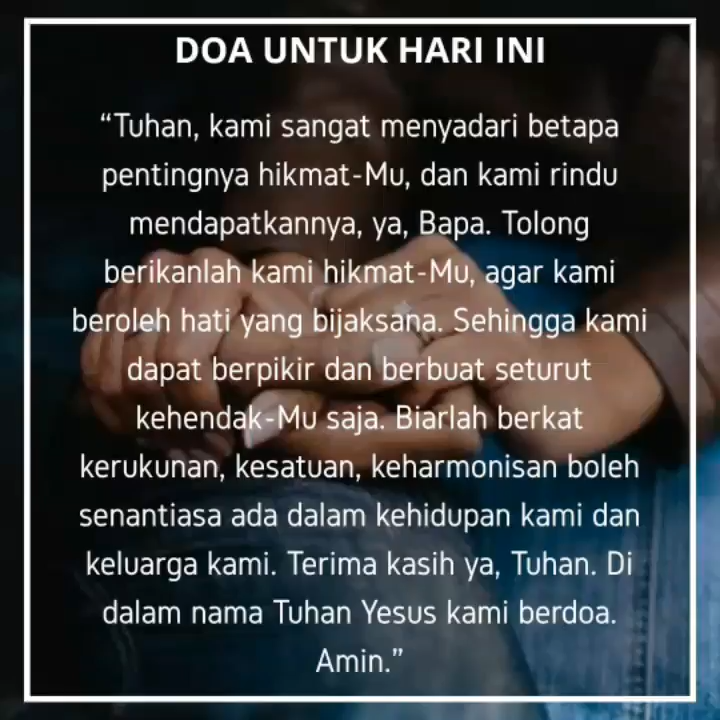 DOA UNTUK HARI INI
“Tuhan, kami sangat menyadari betapa
pentingnya hikmat-Mu, dan kami rindu
mendapatkannya, ya, Bapa. Tolong
berikanlah kami hikmat-Mu, agar kami
beroleh hati yang bijaksana. Sehingga kami
dapat berpikir dan berbuat seturut
kehendak-Mu saja. Biarlah berkat
kerukunan, kesatuan, keharmonisan boleh
senantiasa ada dalam kehidupan kami dan
keluarga kami. Terima kasih ya, Tuhan. Di
dalam nama Tuhan Yesus kami berdoa.
Amin.”